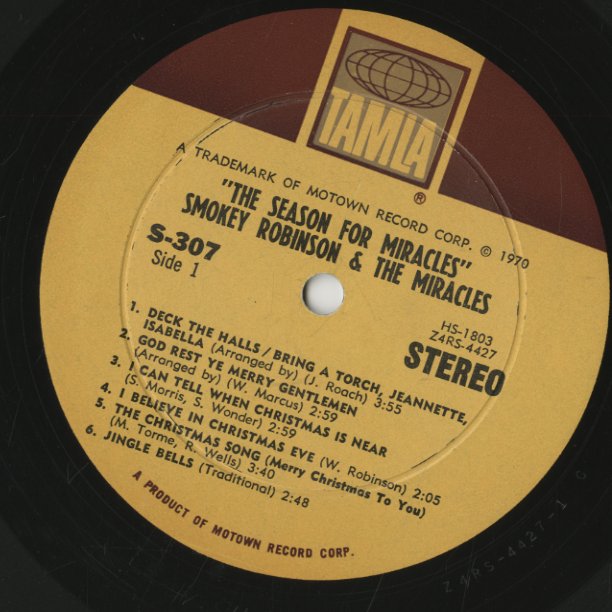 TAMLA
®
A TRADEMARK OF MOTOWN RECORD CORP. © 1970
"THE SEASON FOR MIRACLES"
SMOKEY ROBINSON & THE MIRACLES
S-307
Side 1
HS-1803
Z4RS-4427
STEREO
1. DECK THE HALLS/BRING A TORCH, JEANNETTE,
ISABELLA (Arranged by) (J. Roach) 3:55
2. GOD REST YE MERRY GENTLEMEN
(Arranged by) (W. Marcus) 2:59
3. I CAN TELL WHEN CHRISTMAS IS NEAR
(S. Morris, S. Wonder) 2:59
4. I BELIEVE IN CHRISTMAS EVE (W. Robinson) 2:05
5. THE CHRISTMAS SONG (Merry Christmas To You)
(M. Torme, R. Wells) 3:40
6. JINGLE BELLS (Traditional) 2:48
A PRODUCT OF MOTOWN RECORD CORP.
Z4RS-4427-1 C